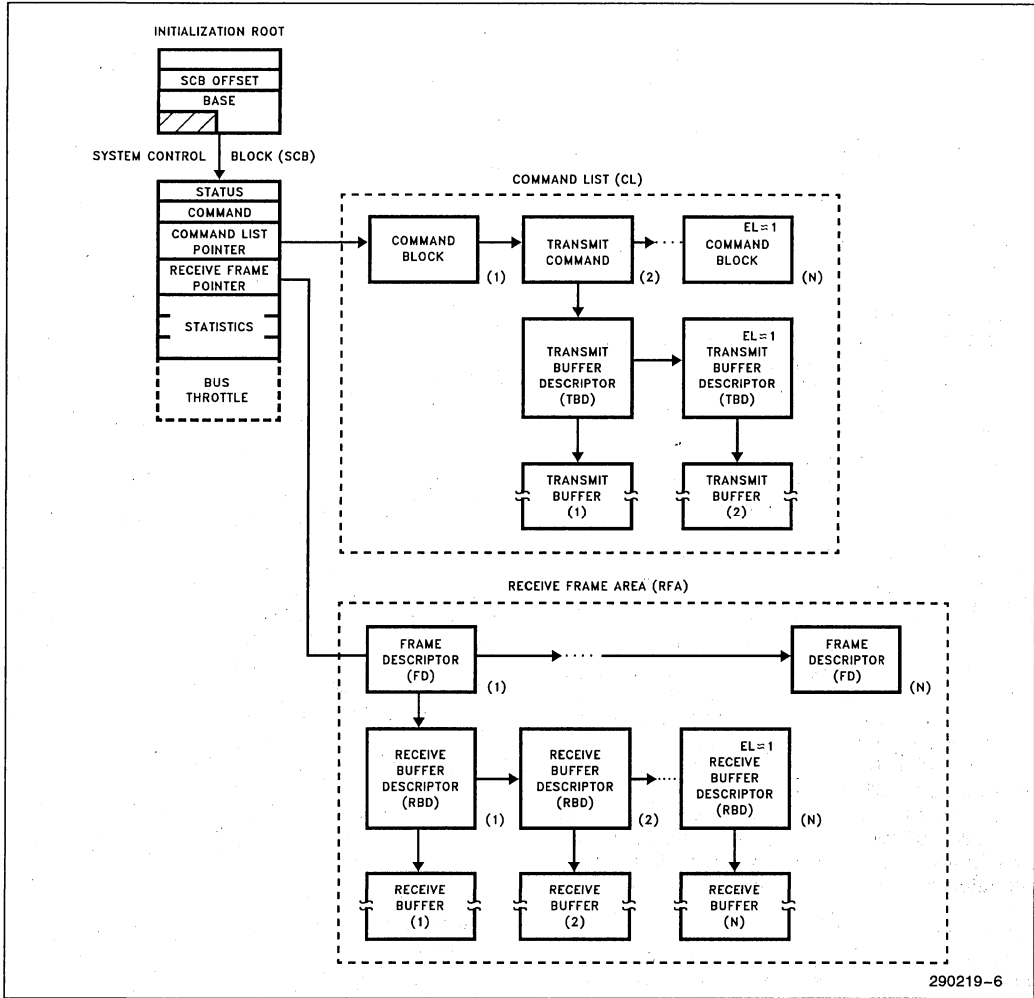 INITIALIZATION ROOT
SCB OFFSET
BASE
SYSTEM CONTROL BLOCK (SCB)
STATUS
COMMAND
COMMAND LIST
POINTER
RECEIVE FRAME
POINTER
STATISTICS
BUS
THROTTLE
COMMAND LIST (CL)
COMMAND
BLOCK
(1)
TRANSMIT
COMMAND
(2)
EL=1
COMMAND
BLOCK
(N)
TRANSMIT
BUFFER
DESCRIPTOR
(TBD)
EL=1
TRANSMIT
BUFFER
DESCRIPTOR
(TBD)
TRANSMIT
BUFFER
(1)
TRANSMIT
BUFFER
(2)
RECEIVE FRAME AREA (RFA)
FRAME
DESCRIPTOR
(FD)
(1)
FRAME
DESCRIPTOR
(FD)
(N)
RECEIVE
BUFFER
DESCRIPTOR
(RBD)
(1)
RECEIVE
BUFFER
DESCRIPTOR
(RBD)
(2)
EL=1
RECEIVE
BUFFER
DESCRIPTOR
(RBD)
(N)
RECEIVE
BUFFER
(1)
RECEIVE
BUFFER
(2)
RECEIVE
BUFFER
(N)
290219-6